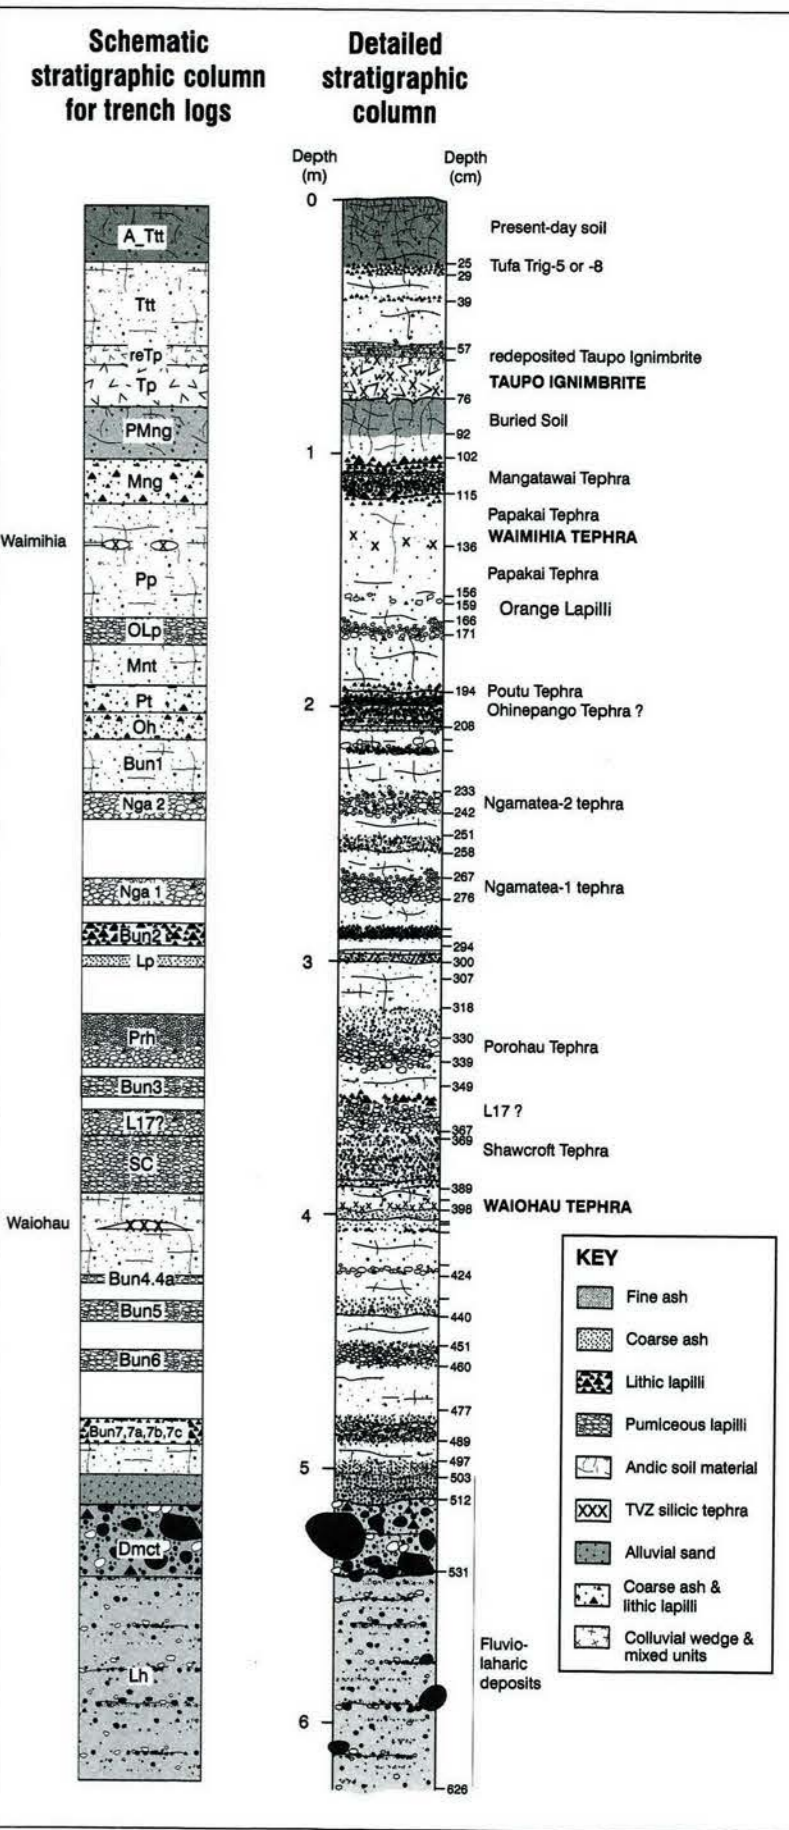 Schematic
stratigraphic column
for trench logs
Detailed
stratigraphic
column
Depth
(m)
Depth
(cm)
A_Ttt
Ttt
reTp
Tp
PMng
Mng
Waimihia
X X
Pp
OLp
Mnt
Pt
Oh
Bun1
Nga 2
Nga 1
Bun2
Lp
Prh
Bun3
L17?
SC
Waiohau
XXX
Bun4.4a
Bun5
Bun6
Bun7,7a,7b,7c
Dmct
Lh
0
1
2
3
4
5
6
25
29
39
57
76
92
102
115
136
156
159
166
171
194
208
233
242
251
258
267
276
294
300
307
318
330
339
349
367
369
389
398
424
440
451
460
477
489
497
503
512
531
626
Present-day soil
Tufa Trig-5 or -8
redeposited Taupo Ignimbrite
TAUPO IGNIMBRITE
Buried Soil
Mangatawai Tephra
Papakai Tephra
WAIMIHIA TEPHRA
Papakai Tephra
Orange Lapilli
Poutu Tephra
Ohinepango Tephra ?
Ngamatea-2 tephra
Ngamatea-1 tephra
Porohau Tephra
L17 ?
Shawcroft Tephra
WAIOHAU TEPHRA
Fluvio-
laharic
deposits
KEY
Fine ash
Coarse ash
Lithic lapilli
Pumiceous lapilli
Andic soil material
XXX TVZ silicic tephra
Alluvial sand
Coarse ash &
lithic lapilli
Colluvial wedge &
mixed units